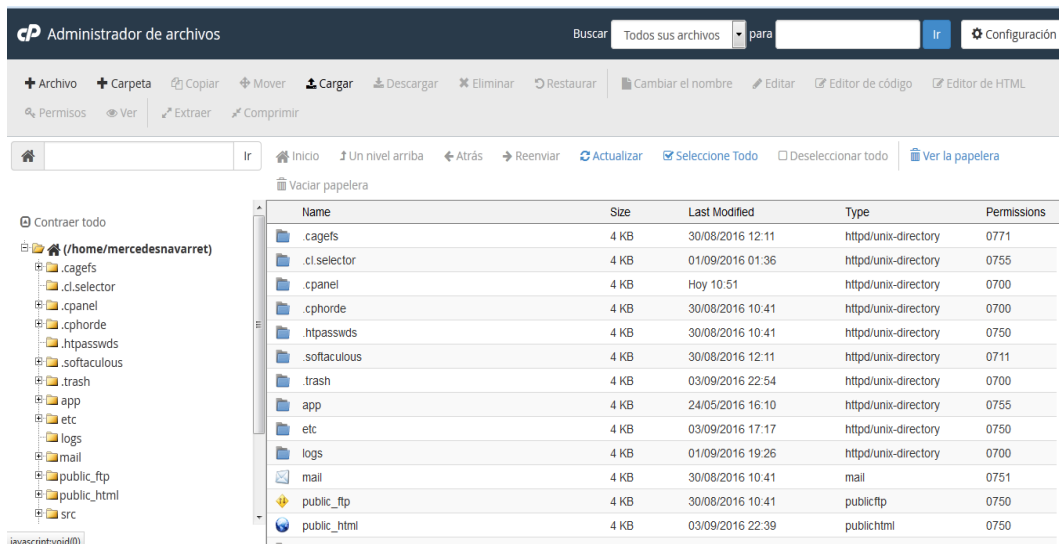 cP Administrador de archivos Buscar Todos sus archivos para Ir Configuración
Archivo Carpeta Copiar Mover Cargar Descargar Eliminar Restaurar Cambiar el nombre Editar Editor de código Editor de HTML
Permisos Ver Extraer Comprimir
Ir Inicio Un nivel arriba Atrás Reenviar Actualizar Seleccione Todo Deseleccionar todo Ver la papelera
Vaciar papelera
Contraer todo
(/home/mercedesnavarret)
.cagefs
.cl.selector
.cpanel
.cphorde
.htpasswds
.softaculous
.trash
app
etc
logs
mail
public_ftp
public_html
src
Name Size Last Modified Type Permissions
.cagefs 4 KB 30/08/2016 12:11 httpd/unix-directory 0771
.cl.selector 4 KB 01/09/2016 01:36 httpd/unix-directory 0755
.cpanel 4 KB Hoy 10:51 httpd/unix-directory 0700
.cphorde 4 KB 30/08/2016 10:41 httpd/unix-directory 0700
.htpasswds 4 KB 30/08/2016 10:41 httpd/unix-directory 0750
.softaculous 4 KB 30/08/2016 12:11 httpd/unix-directory 0711
.trash 4 KB 03/09/2016 22:54 httpd/unix-directory 0700
app 4 KB 24/05/2016 16:10 httpd/unix-directory 0755
etc 4 KB 03/09/2016 17:17 httpd/unix-directory 0750
logs 4 KB 01/09/2016 19:26 httpd/unix-directory 0700
mail 4 KB 30/08/2016 10:41 mail 0751
public_ftp 4 KB 30/08/2016 10:41 publicftp 0750
public_html 4 KB 03/09/2016 22:39 publichtml 0750
javascript:void(0)